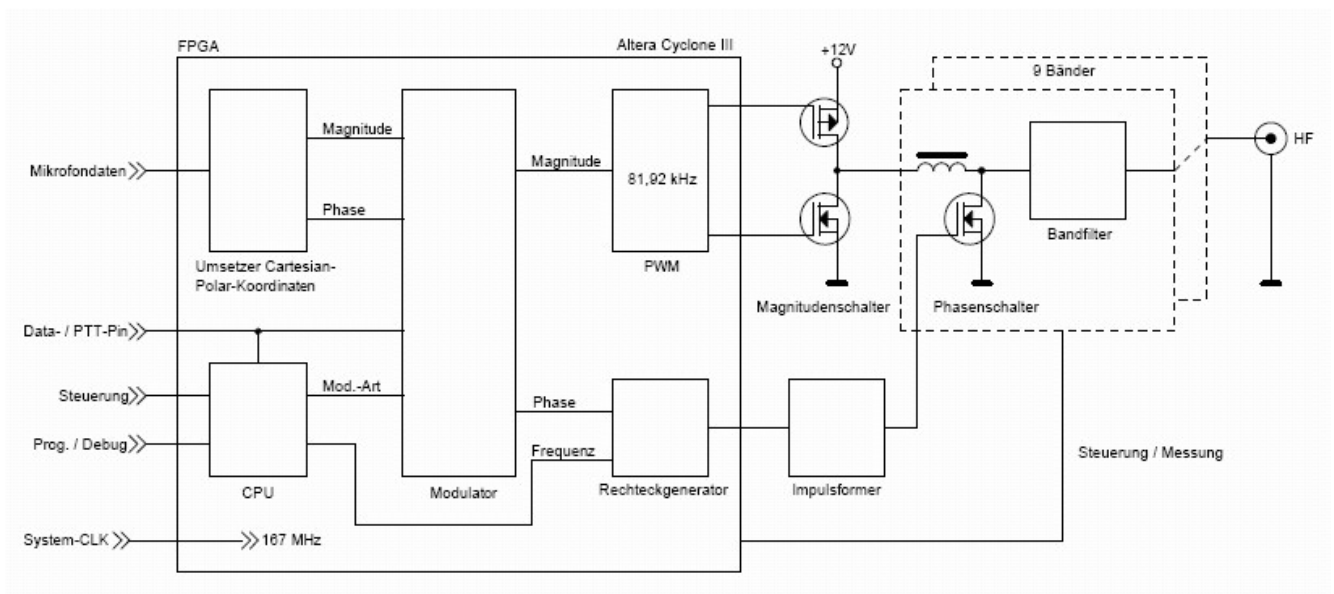 FPGA
Altera Cyclone III
+12V
9 Bänder
Magnitude
Magnitude
81,92 kHz
HF
Mikrofondaten
Phase
Bandfilter
Umsetzer Cartesian-
Polar-Koordinaten
PWM
Magnitudenschalter
Phasenschalter
Data- / PTT-Pin
Steuerung
Mod.-Art
Phase
Prog. / Debug
Frequenz
Steuerung / Messung
CPU
Modulator
Rechteckgenerator
Impulsformer
System-CLK
167 MHz